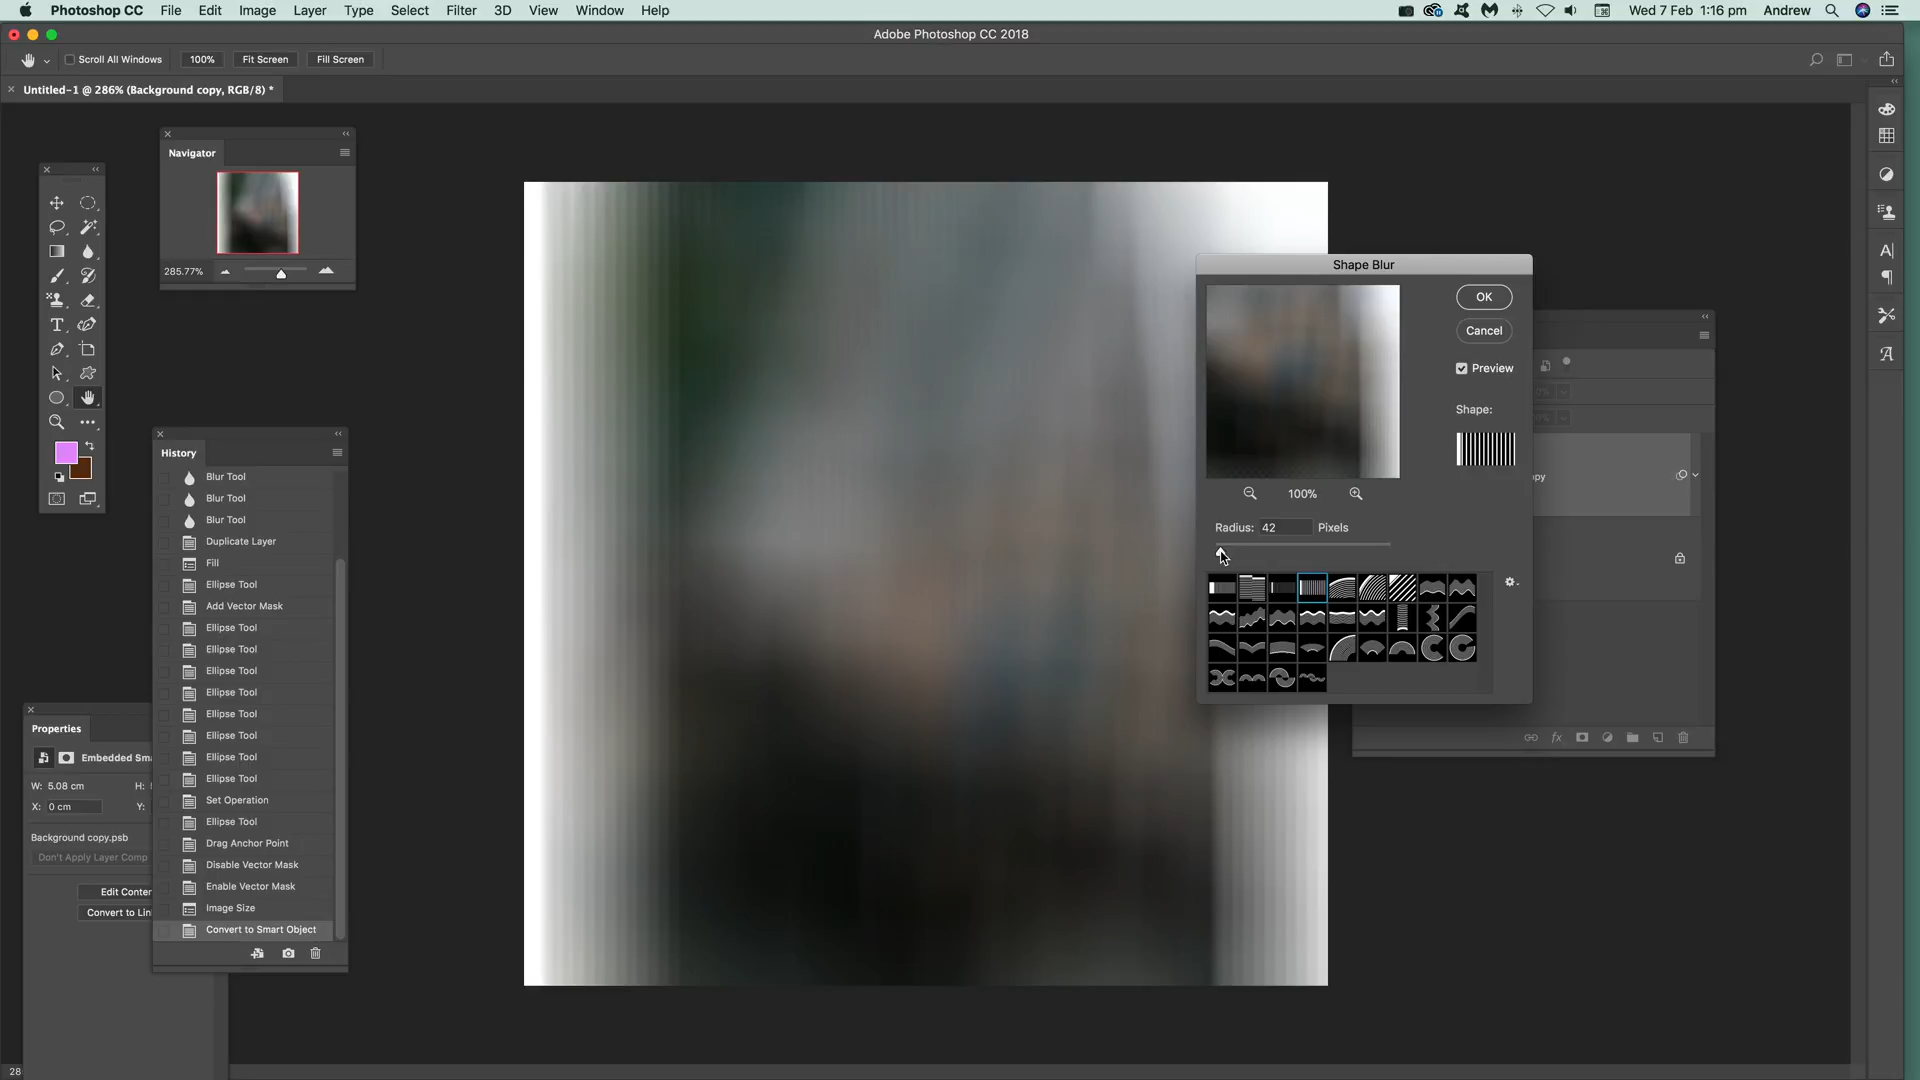 Photoshop CC File Edit Image Layer Type Select Filter 3D View Window Help Wed 7 Feb 1:16 pm Andrew
Adobe Photoshop CC 2018
Scroll All Windows 100% Fit Screen Fill Screen
Untitled-1 @ 286% (Background copy, RGB/8) *
Navigator
285.77%
Shape Blur
OK
Cancel
Preview
Shape:
100%
Radius: 42 Pixels
py
History
Blur Tool
Blur Tool
Blur Tool
Duplicate Layer
Fill
Ellipse Tool
Add Vector Mask
Ellipse Tool
Ellipse Tool
Ellipse Tool
Ellipse Tool
Ellipse Tool
Ellipse Tool
Ellipse Tool
Ellipse Tool
Set Operation
Ellipse Tool
Drag Anchor Point
Disable Vector Mask
Enable Vector Mask
Image Size
Convert to Smart Object
Properties
Embedded Sma
W: 5.08 cm H:
X: 0 cm Y:
Background copy.psb
Don't Apply Layer Comp
Edit Conter
Convert to Lin
fx
28